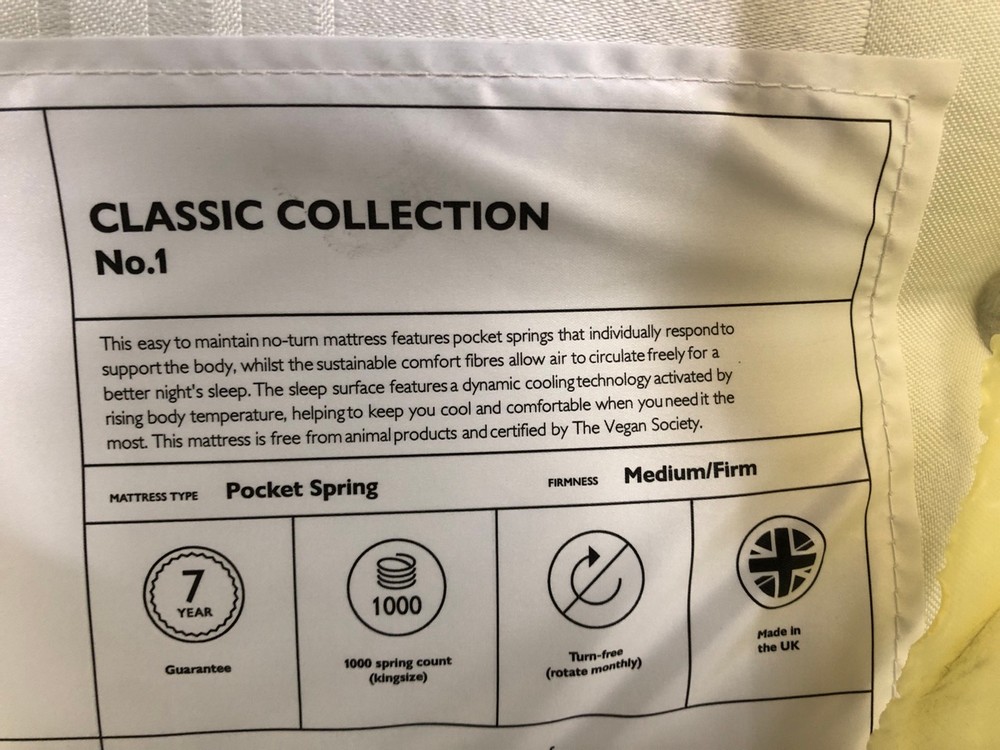 CLASSIC COLLECTION
No.1
This easy to maintain no-turn mattress features pocket springs that individually respond to
support the body, whilst the sustainable comfort fibres allow air to circulate freely for a
better night's sleep. The sleep surface features a dynamic cooling technology activated by
rising body temperature, helping to keep you cool and comfortable when you need it the
most. This mattress is free from animal products and certified by The Vegan Society.
MATTRESS TYPE Pocket Spring FIRMNESS Medium/Firm
7
YEAR
Guarantee
1000
1000 spring count
(kingsize)
Turn-free
(rotate monthly)
Made in
the UK